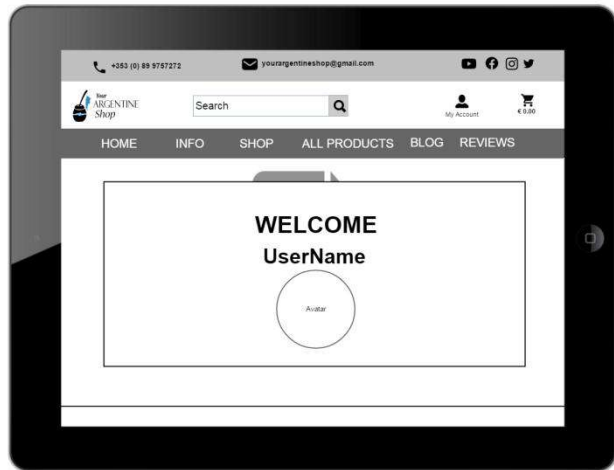 +353 (0) 89 9757272
yourargentineshop@gmail.com
Your
ARGENTINE
Shop
Search
My Account
€ 0.00
HOME INFO SHOP ALL PRODUCTS BLOG REVIEWS
WELCOME
UserName
Avatar